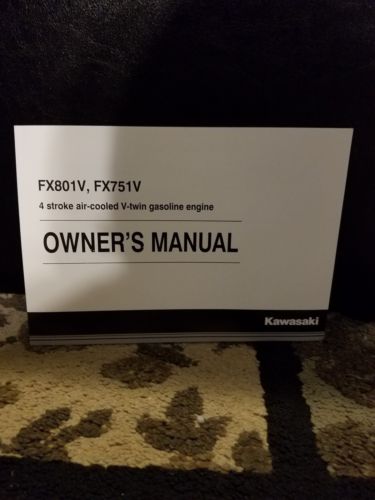 FX801V, FX751V
4 stroke air-cooled V-twin gasoline engine
OWNER'S MANUAL
Kawasaki